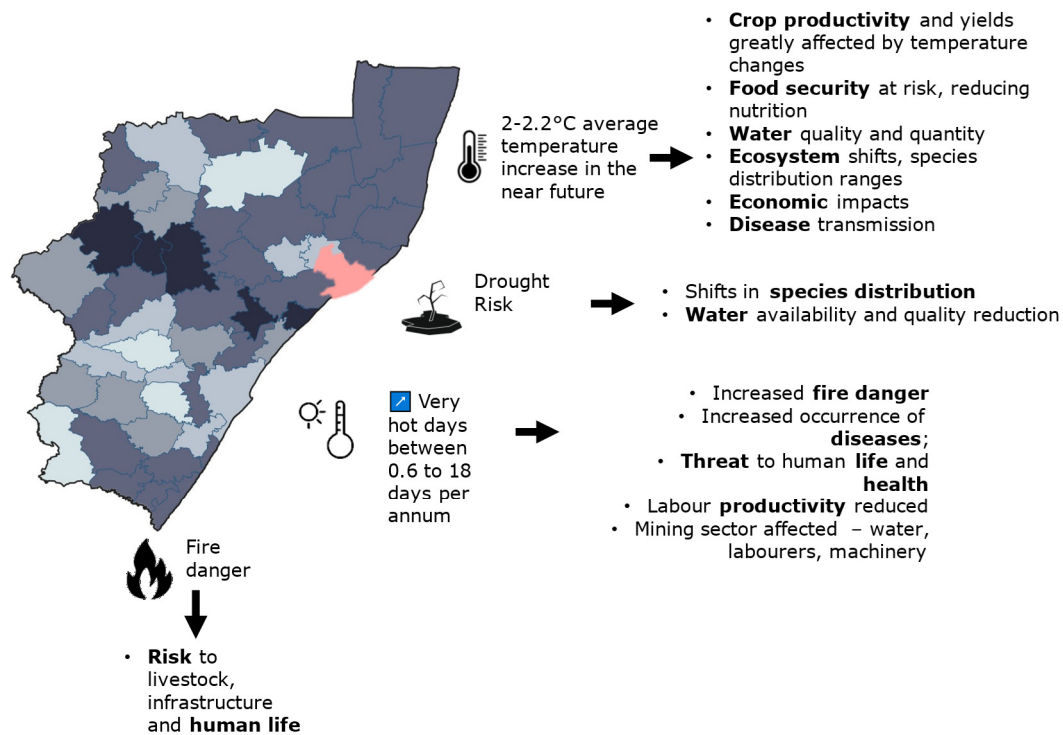 2-2.2°C average
temperature
increase in the
near future
• Crop productivity and yields
greatly affected by temperature
changes
• Food security at risk, reducing
nutrition
• Water quality and quantity
• Ecosystem shifts, species
distribution ranges
• Economic impacts
• Disease transmission
Drought
Risk
• Shifts in species distribution
• Water availability and quality reduction
↗ Very
hot days
between
0.6 to 18
days per
annum
• Increased fire danger
• Increased occurrence of
diseases;
• Threat to human life and
health
• Labour productivity reduced
• Mining sector affected – water,
labourers, machinery
Fire
danger
• Risk to
livestock,
infrastructure
and human life